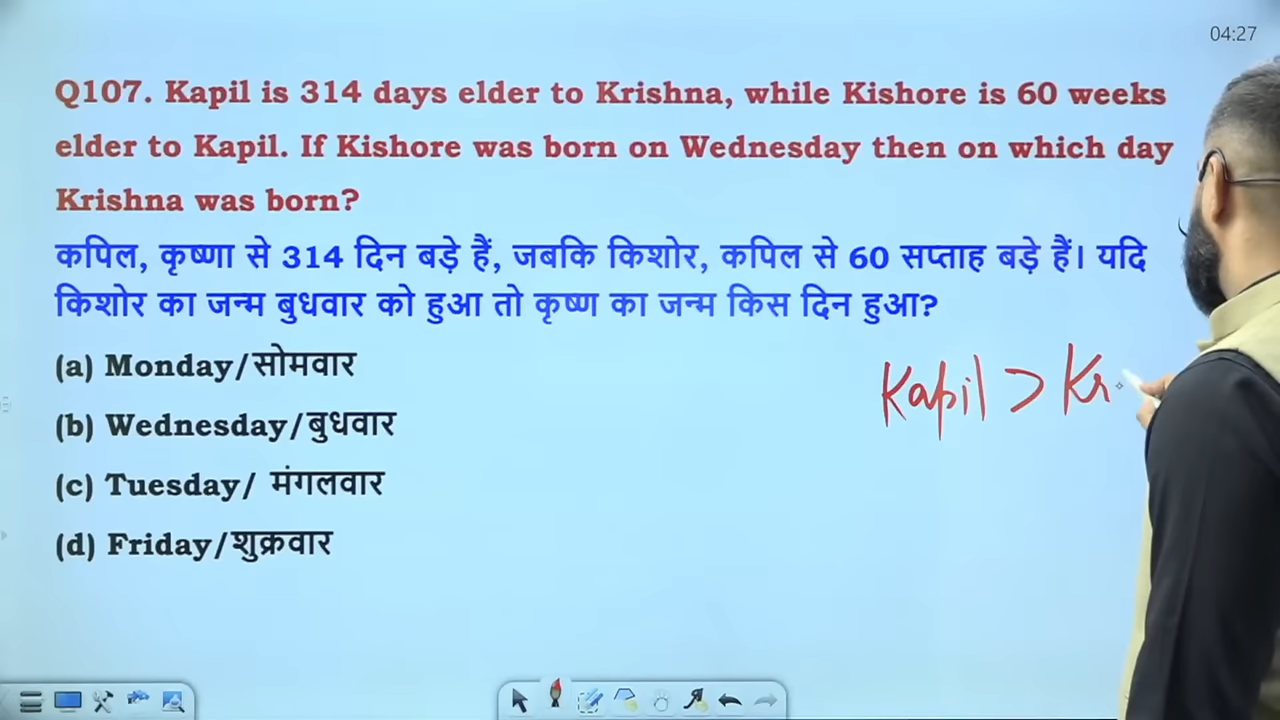 04:27
Q107. Kapil is 314 days elder to Krishna, while Kishore is 60 weeks
elder to Kapil. If Kishore was born on Wednesday then on which day
Krishna was born?
कपिल, कृष्णा से 314 दिन बड़े हैं, जबकि किशोर, कपिल से 60 सप्ताह बड़े हैं। यदि
किशोर का जन्म बुधवार को हुआ तो कृष्ण का जन्म किस दिन हुआ?
(a) Monday/सोमवार
Kapil > Kr
(b) Wednesday/बुधवार
(c) Tuesday/ मंगलवार
(d) Friday/शुक्रवार